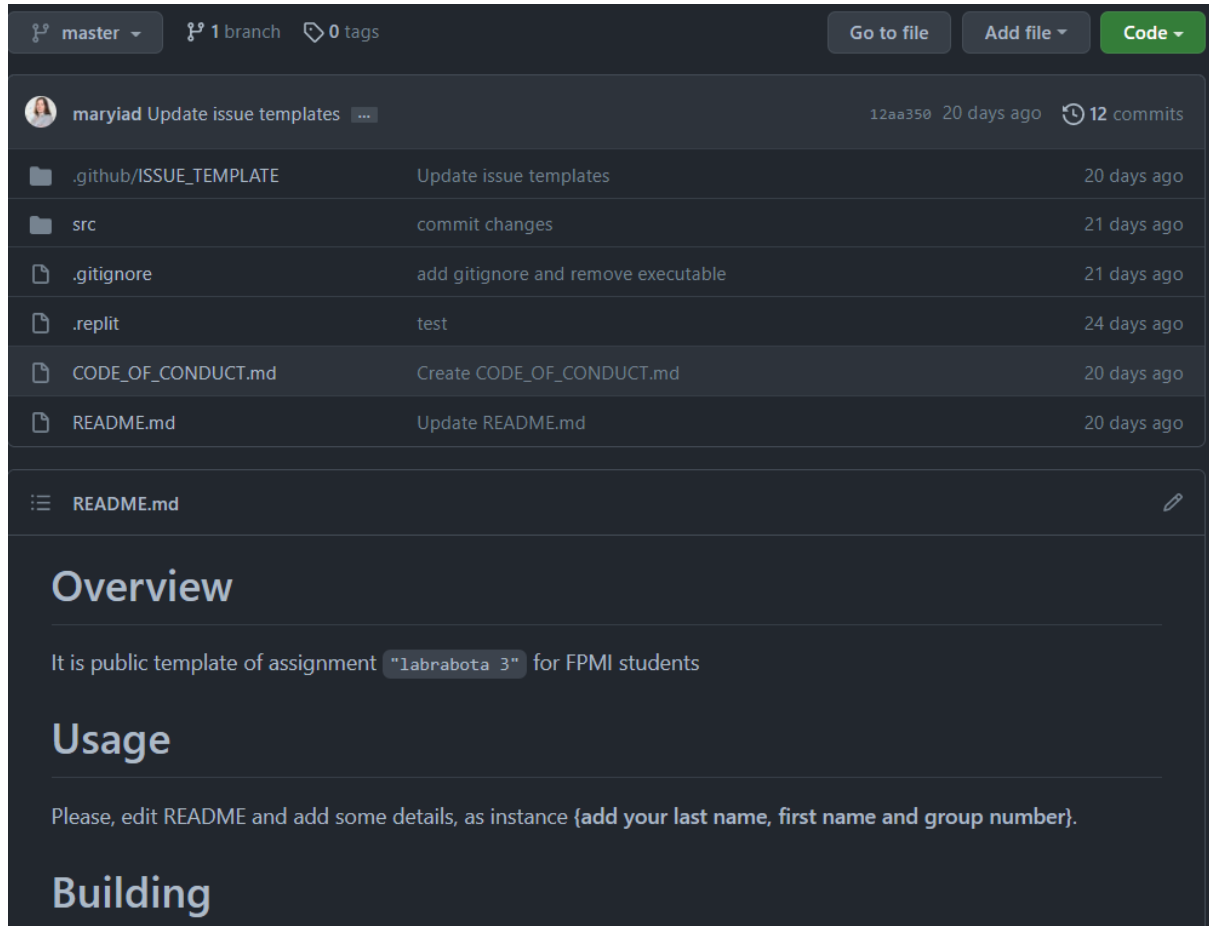 master 1 branch 0 tags Go to file Add file Code
maryiad Update issue templates ... 12aa350 20 days ago 12 commits
.github/ISSUE_TEMPLATE Update issue templates 20 days ago
src commit changes 21 days ago
.gitignore add gitignore and remove executable 21 days ago
.replit test 24 days ago
CODE_OF_CONDUCT.md Create CODE_OF_CONDUCT.md 20 days ago
README.md Update README.md 20 days ago
README.md
Overview
It is public template of assignment "labrabota 3" for FPMI students
Usage
Please, edit README and add some details, as instance {add your last name, first name and group number}.
Building